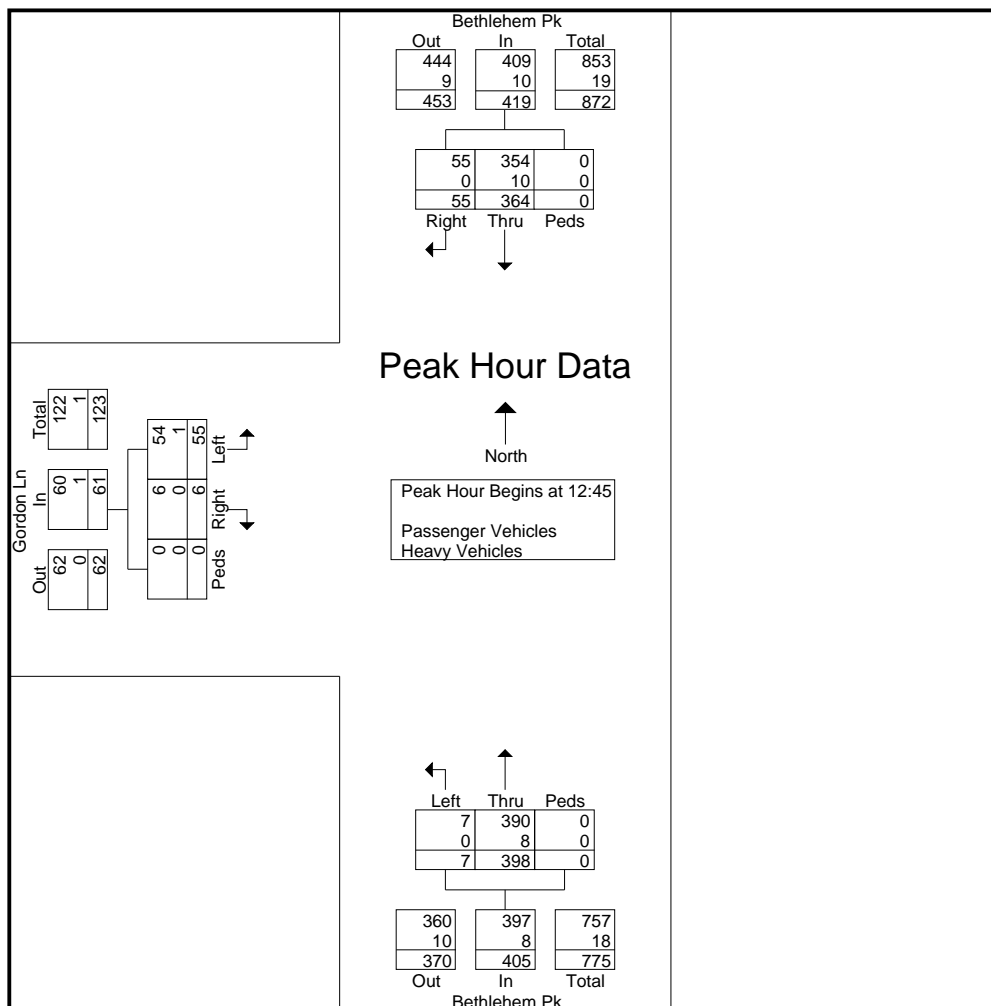 Bethlehem Pk
Out In Total
444 409 853
9 10 19
453 419 872
55 354 0
0 10 0
55 364 0
Right Thru Peds
Peak Hour Data
North
Peak Hour Begins at 12:45
Passenger Vehicles
Heavy Vehicles
Gordon Ln
Out In Total
62 60 122
0 1 1
62 61 123
Peds Right Left
0 6 54
0 0 1
0 6 55
Left Thru Peds
7 390 0
0 8 0
7 398 0
360 397 757
10 8 18
370 405 775
Out In Total
Bethlehem Pk